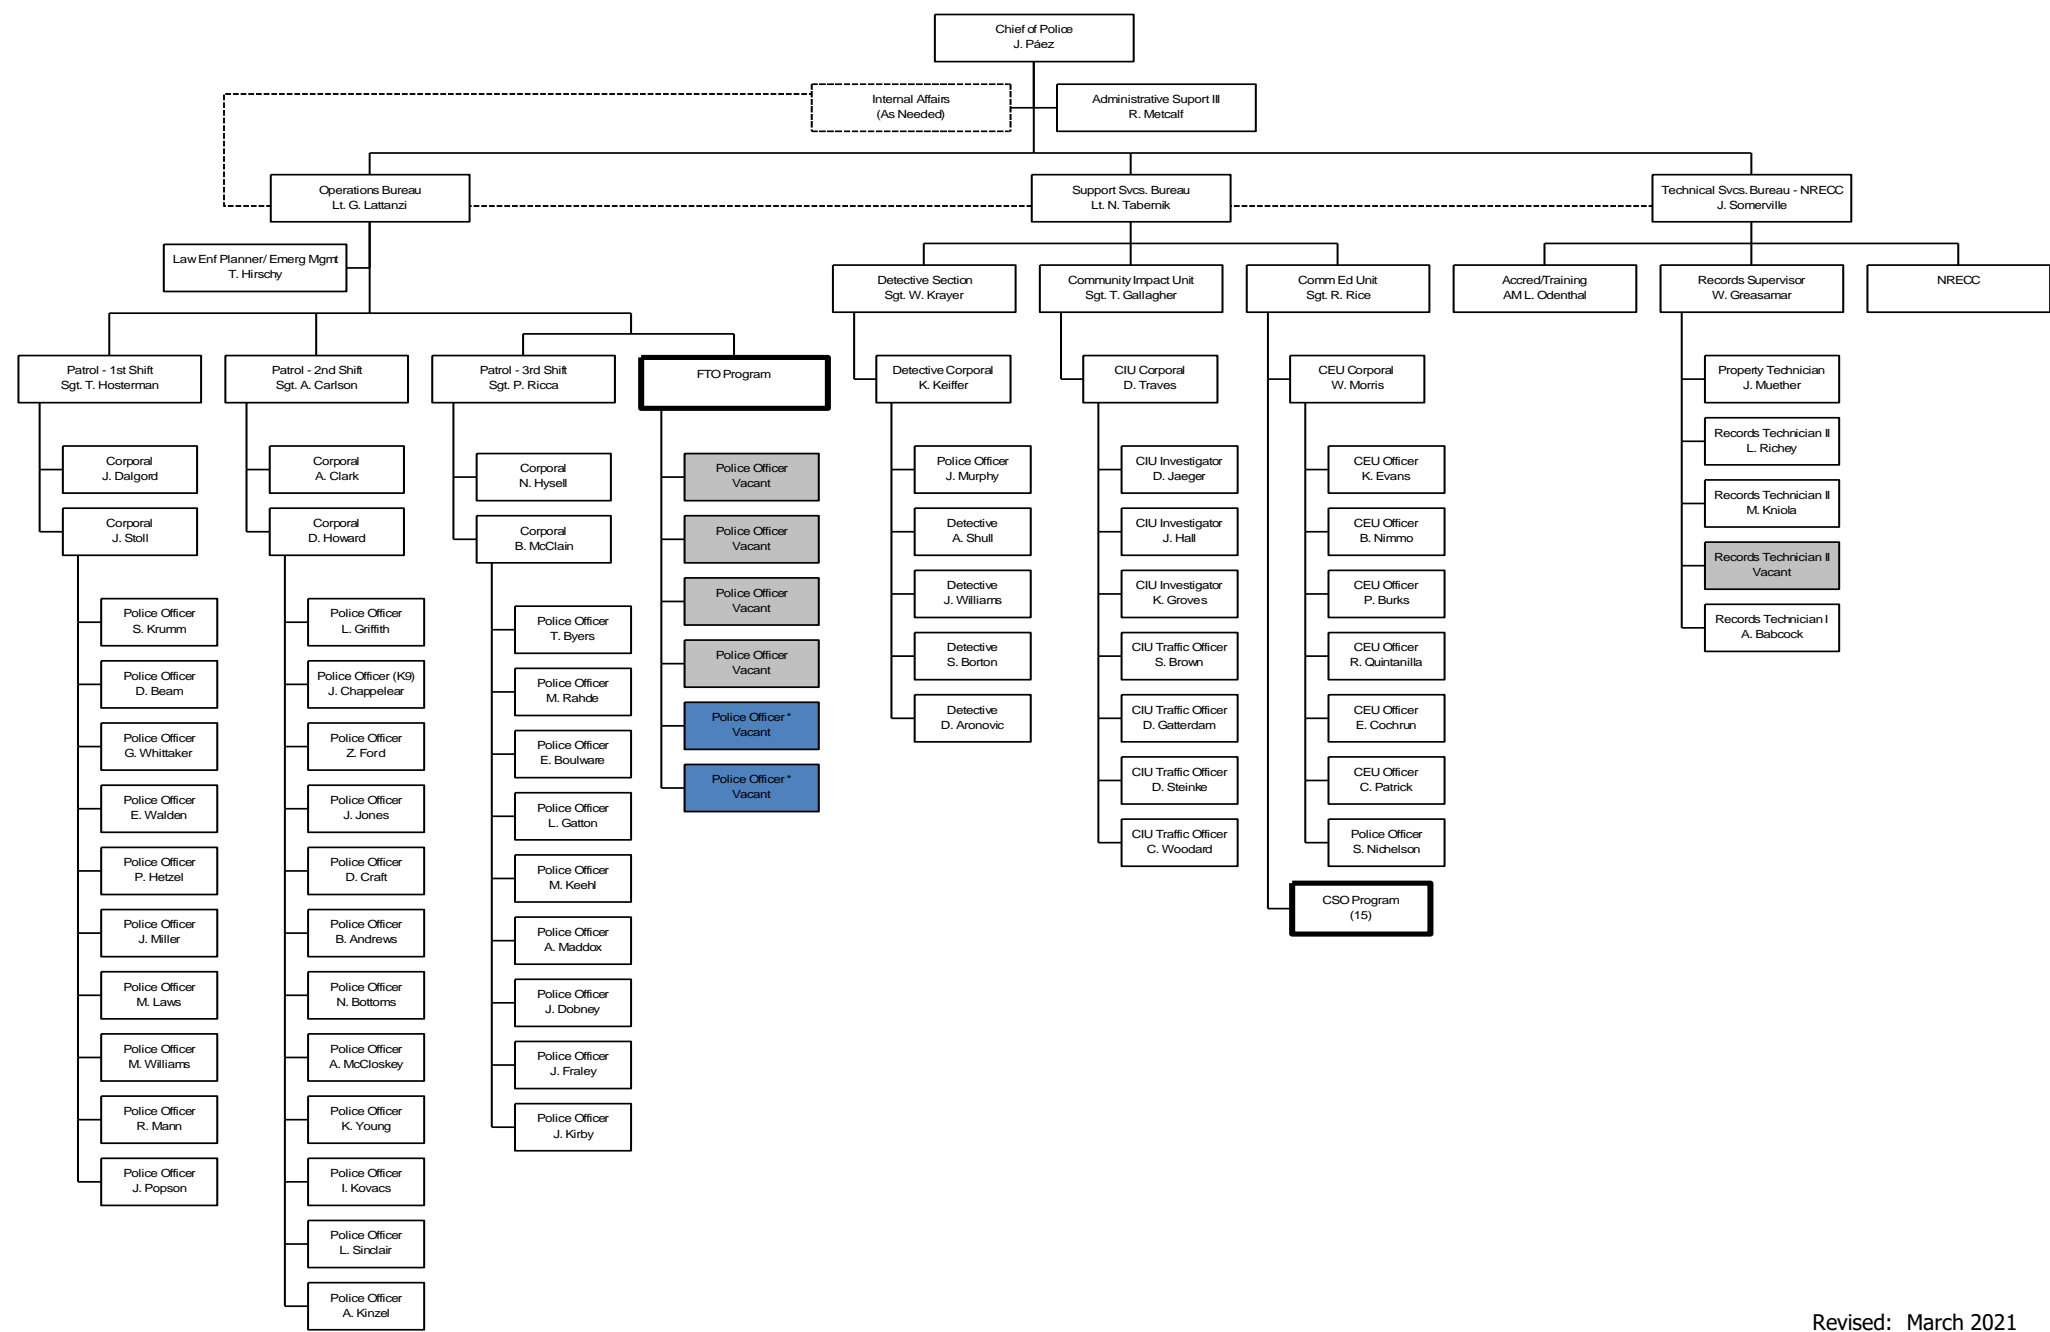 Chief of Police
J. Páez
Internal Affairs
(As Needed)
Administrative Suport III
R. Metcalf
Operations Bureau
Lt. G. Lattanzi
Support Svcs. Bureau
Lt. N. Tabernik
Technical Svcs. Bureau - NRECC
J. Somerville
Law Enf Planner/ Emerg Mgmt
T. Hirschy
Detective Section
Sgt. W. Krayer
Community Impact Unit
Sgt. T. Gallagher
Comm Ed Unit
Sgt. R. Rice
Accred/Training
AM L. Odenthal
Records Supervisor
W. Greasamar
NRECC
Patrol - 1st Shift
Sgt. T. Hosterman
Patrol - 2nd Shift
Sgt. A. Carlson
Patrol - 3rd Shift
Sgt. P. Ricca
FTO Program
Corporal
J. Dalgord
Corporal
J. Stoll
Police Officer
S. Krumm
Police Officer
D. Beam
Police Officer
G. Whittaker
Police Officer
E. Walden
Police Officer
P. Hetzel
Police Officer
J. Miller
Police Officer
M. Laws
Police Officer
M. Williams
Police Officer
R. Mann
Police Officer
J. Popson
Corporal
A. Clark
Corporal
D. Howard
Police Officer
L. Griffith
Police Officer (K9)
J. Chappelear
Police Officer
Z. Ford
Police Officer
J. Jones
Police Officer
D. Craft
Police Officer
B. Andrews
Police Officer
N. Bottoms
Police Officer
A. McCloskey
Police Officer
K. Young
Police Officer
I. Kovacs
Police Officer
L. Sinclair
Police Officer
A. Kinzel
Corporal
N. Hysell
Corporal
B. McClain
Police Officer
T. Byers
Police Officer
M. Rahde
Police Officer
E. Boulware
Police Officer
L. Gatton
Police Officer
M. Keehl
Police Officer
A. Maddox
Police Officer
J. Dobney
Police Officer
J. Fraley
Police Officer
J. Kirby
Police Officer
Vacant
Police Officer
Vacant
Police Officer
Vacant
Police Officer
Vacant
Police Officer *
Vacant
Police Officer *
Vacant
Detective Corporal
K. Keiffer
Police Officer
J. Murphy
Detective
A. Shull
Detective
J. Williams
Detective
S. Borton
Detective
D. Aronovic
CIU Corporal
D. Traves
CIU Investigator
D. Jaeger
CIU Investigator
J. Hall
CIU Investigator
K. Groves
CIU Traffic Officer
S. Brown
CIU Traffic Officer
D. Gatterdam
CIU Traffic Officer
D. Steinke
CIU Traffic Officer
C. Woodard
CEU Corporal
W. Morris
CEU Officer
K. Evans
CEU Officer
B. Nimmo
CEU Officer
P. Burks
CEU Officer
R. Quintanilla
CEU Officer
E. Cochrun
CEU Officer
C. Patrick
Police Officer
S. Nichelson
CSO Program
(15)
Property Technician
J. Muether
Records Technician II
L. Richey
Records Technician II
M. Kniola
Records Technician II
Vacant
Records Technician I
A. Babcock
Revised: March 2021